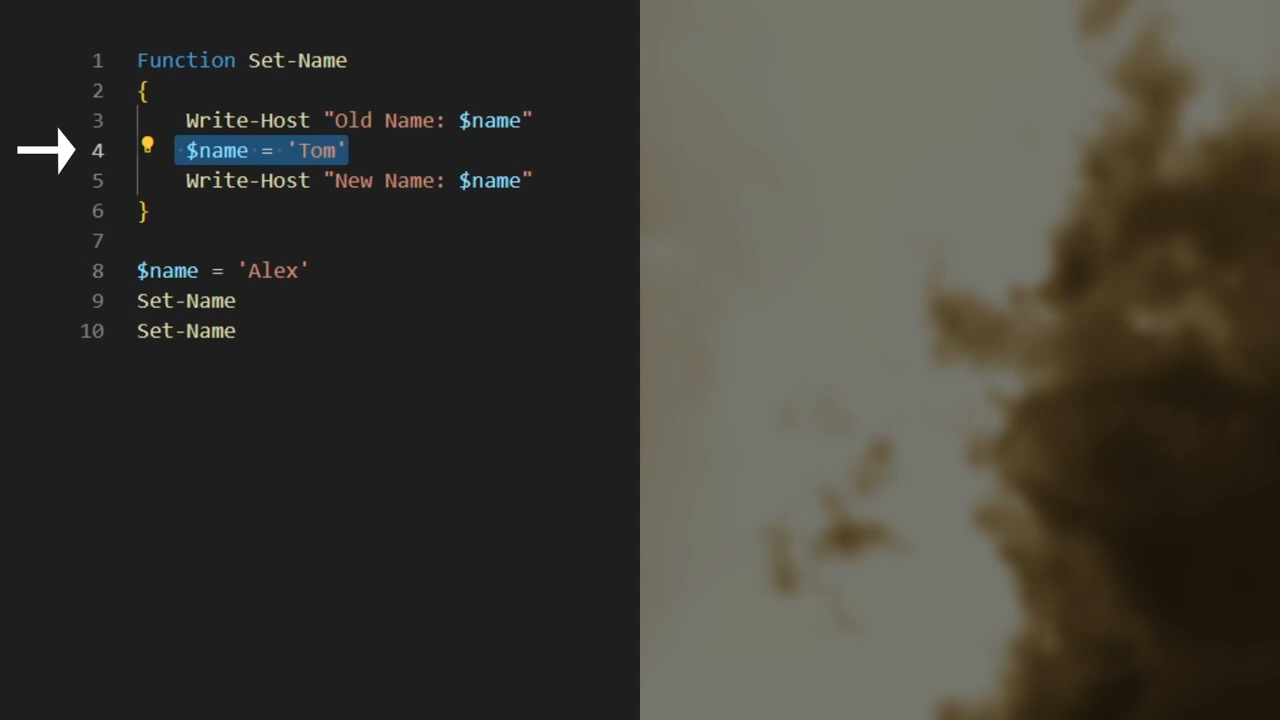 1 Function Set-Name
2 {
3 Write-Host "Old Name: $name"
4 $name = 'Tom'
5 Write-Host "New Name: $name"
6 }
7
8 $name = 'Alex'
9 Set-Name
10 Set-Name